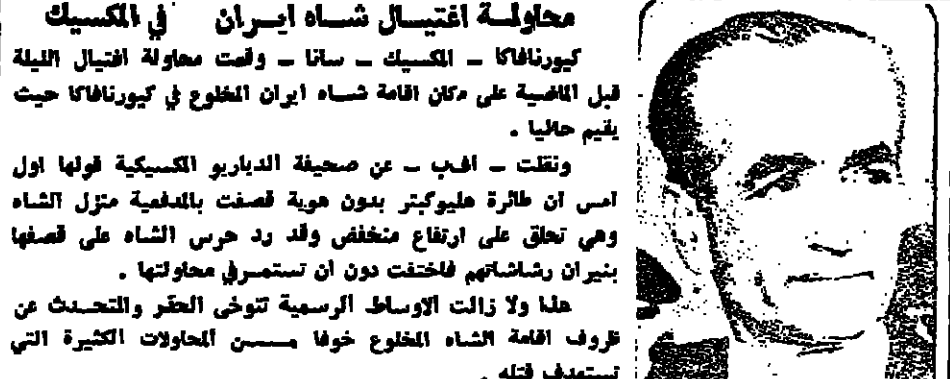 محاولة اغتيال شاه ايران في المكسيك
كيورنافاكا – المكسيك – سانا – وقعت محاولة اغتيال الليلة
قبل الماضية على مكان اقامة شاه ايران المخلوع في كيورنافاكا حيث
يقيم حاليا .
ونقلت – افب – عن صحيفة الدياريو المكسيكية قولها اول
امس ان طائرة هليوكبتر بدون هوية قصفت بالمدفعية منزل الشاه
وهي تحلق على ارتفاع منخفض وقد رد حرس الشاه على قصفها
بنيران رشاشاتهم فاختفت دون ان تستمر في محاولتها .
هذا ولا زالت الاوساط الرسمية تتوخى الحذر والتحدث عن
ظروف اقامة الشاه المخلوع خوفا مـــن المحاولات الكثيرة التي
تستهدف قتله .